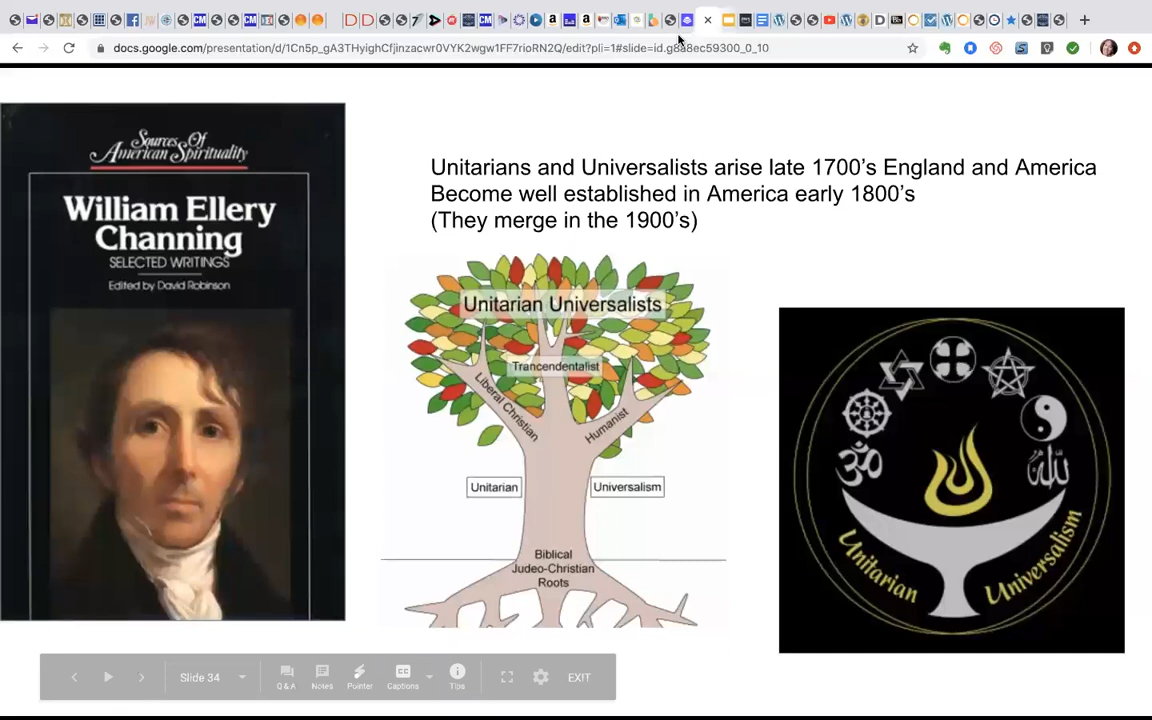 docs.google.com/presentation/d/1Cn5p_gA3THyighCfjinzacwr0VYK2wgw1FF7rioRN2Q/edit?pli=1#slide=id.g8a8ec59300_0_10
Sources Of
American Spirituality
William Ellery
Channing
SELECTED WRITINGS
Edited by David Robinson
Unitarians and Universalists arise late 1700's England and America
Become well established in America early 1800's
(They merge in the 1900's)
Unitarian Universalists
Trancendentalist
Liberal Christian
Humanist
Unitarian
Universalism
Biblical
Judeo-Christian
Roots
ॐ
الله
Unitarian Universalism
Slide 34
Q & A
Notes
Pointer
Captions
Tips
EXIT